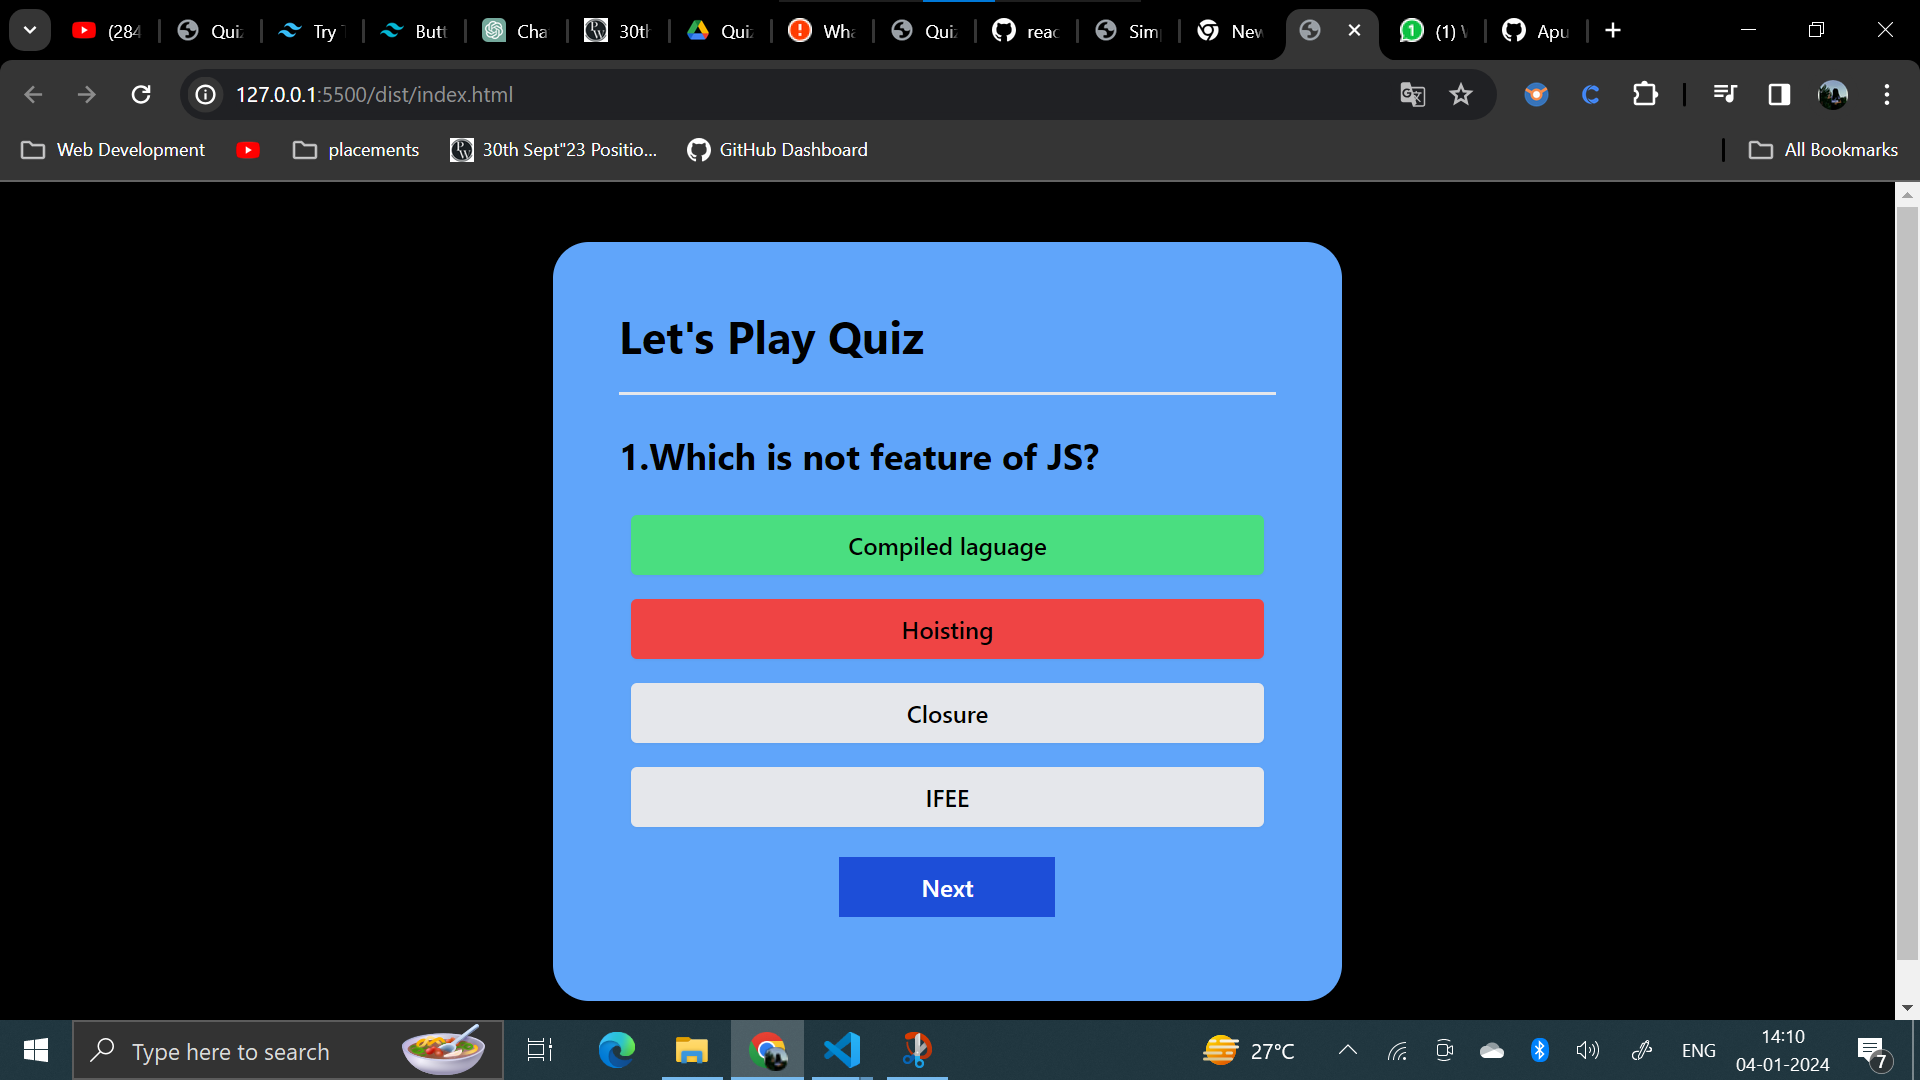 (284
Quiz
Try
Butt
Cha
30th
Quiz
Wha
Quiz
reac
Sim
New
(1)
Apu
127.0.0.1:5500/dist/index.html
Web Development
placements
30th Sept"23 Positio...
GitHub Dashboard
All Bookmarks
Let's Play Quiz
1.Which is not feature of JS?
Compiled laguage
Hoisting
Closure
IFEE
Next
Type here to search
27°C
ENG
14:10
04-01-2024
7